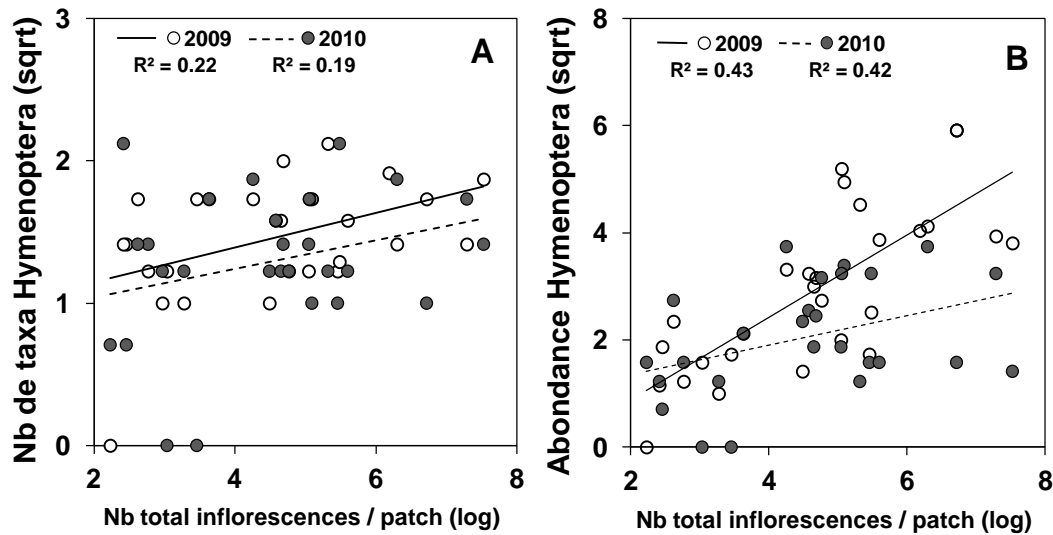 2009 2010
R² = 0.22 R² = 0.19
A
Nb de taxa Hymenoptera (sqrt)
3
2
1
0
2 4 6 8
Nb total inflorescences / patch (log)
2009 2010
R² = 0.43 R² = 0.42
B
Abondance Hymenoptera (sqrt)
8
6
4
2
0
2 4 6 8
Nb total inflorescences / patch (log)